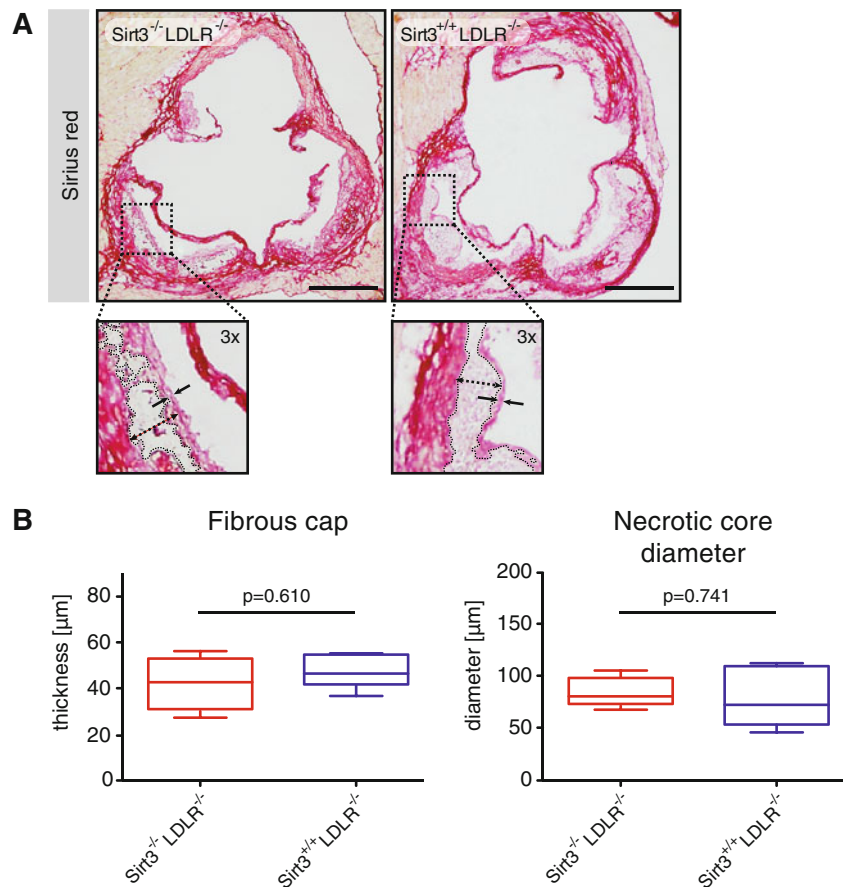 A
Sirius red
Sirt3-/- LDLR-/-
Sirt3+/+ LDLR-/-
3x
3x
B
Fibrous cap
thickness [µm]
80
60
40
20
0
p=0.610
Sirt3-/- LDLR-/-
Sirt3+/+ LDLR-/-
Necrotic core
diameter
diameter [µm]
200
150
100
50
0
p=0.741
Sirt3-/- LDLR-/-
Sirt3+/+ LDLR-/-